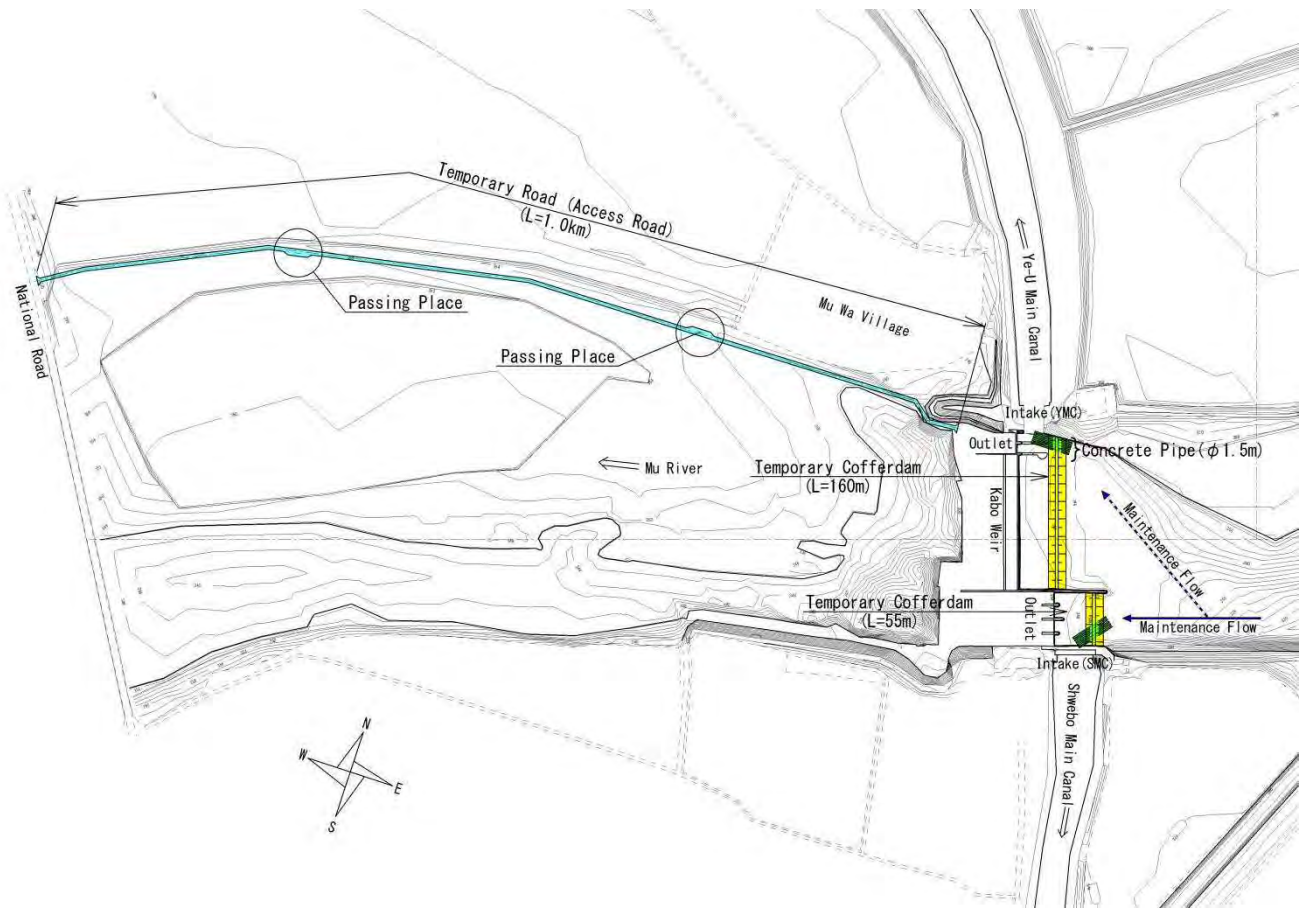 Temporary Road (Access Road)
(L=1.0km)
National Road
Passing Place
Passing Place
Mu Wa Village
Ye-U Main Canal
Intake(YMC)
Outlet
Concrete Pipe(φ1.5m)
Mu River
Temporary Cofferdam
(L=160m)
Kabo Weir
Maintenance Flow
Temporary Cofferdam
(L=55m)
Outlet
Maintenance Flow
Intake(SMC)
Shwebo Main Canal
N
W
E
S